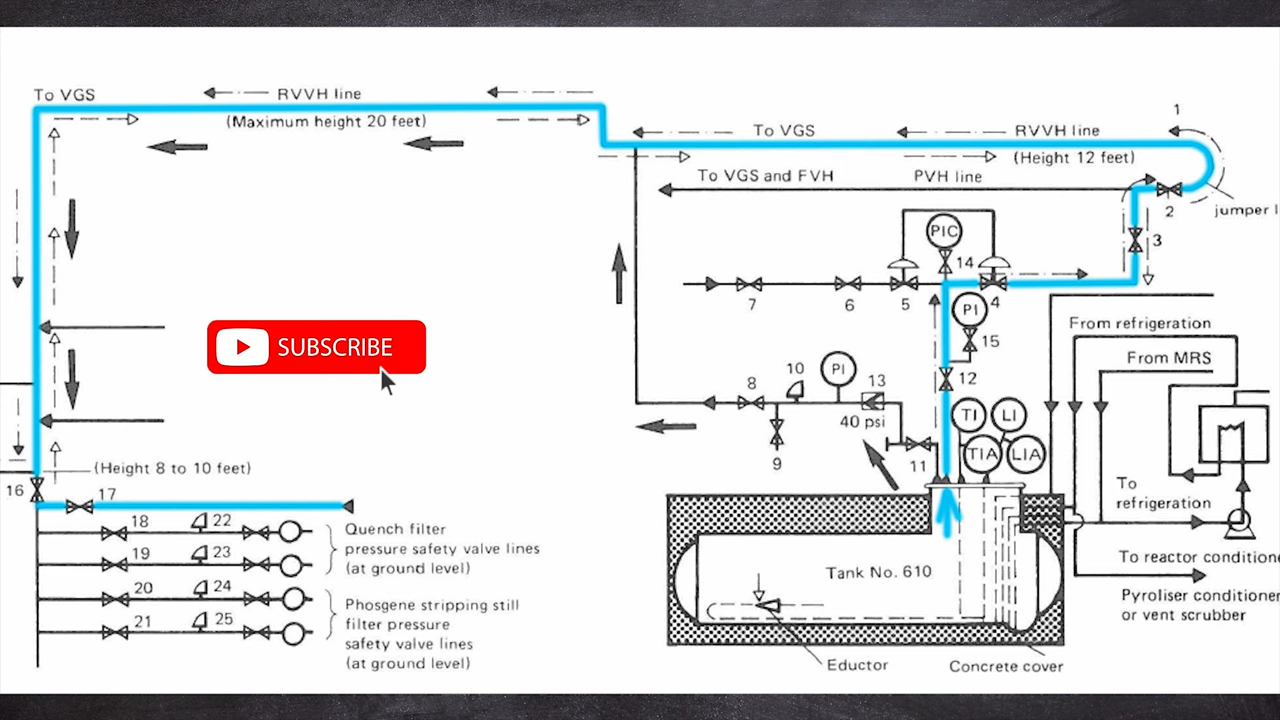 To VGS
RVVH line
(Maximum height 20 feet)
1
To VGS
RVVH line
(Height 12 feet)
To VGS and FVH
PVH line
2
jumper l
3
PIC
14
7
6
5
4
PI
15
From refrigeration
From MRS
SUBSCRIBE
8
10
PI
13
40 psi
12
9
11
TI
LI
TIA
LIA
(Height 8 to 10 feet)
16
17
To
refrigeration
18
22
19
23
20
24
21
25
Quench filter
pressure safety valve lines
(at ground level)
Phosgene stripping still
filter pressure
safety valve lines
(at ground level)
Tank No. 610
Eductor
Concrete cover
To reactor conditione
Pyroliser conditioner
or vent scrubber